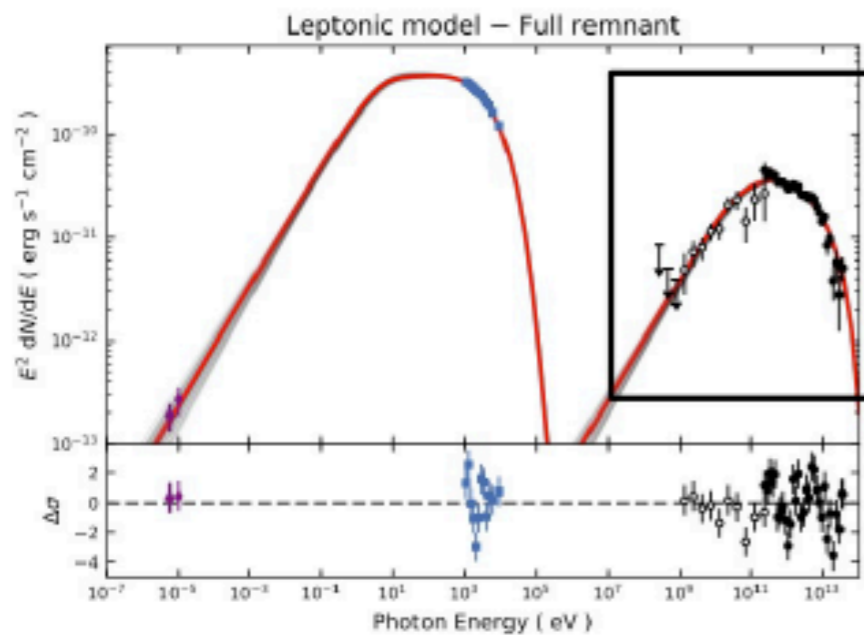 Leptonic model − Full remnant
E² dN/dE ( erg s⁻¹ cm⁻² )
10⁻¹⁰
10⁻¹¹
10⁻¹²
10⁻¹³
Δσ
2
0
−2
−4
10⁻⁷ 10⁻⁵ 10⁻³ 10⁻¹ 10¹ 10³ 10⁵ 10⁷ 10⁹ 10¹¹ 10¹³
Photon Energy ( eV )